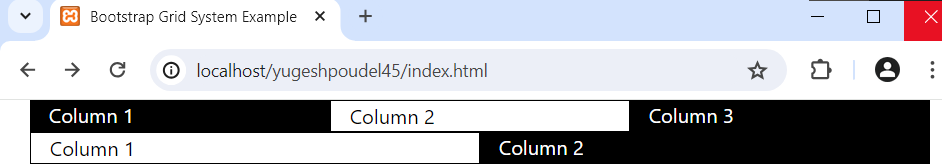 Bootstrap Grid System Example
localhost/yugeshpoudel45/index.html
Column 1 Column 2 Column 3
Column 1 Column 2